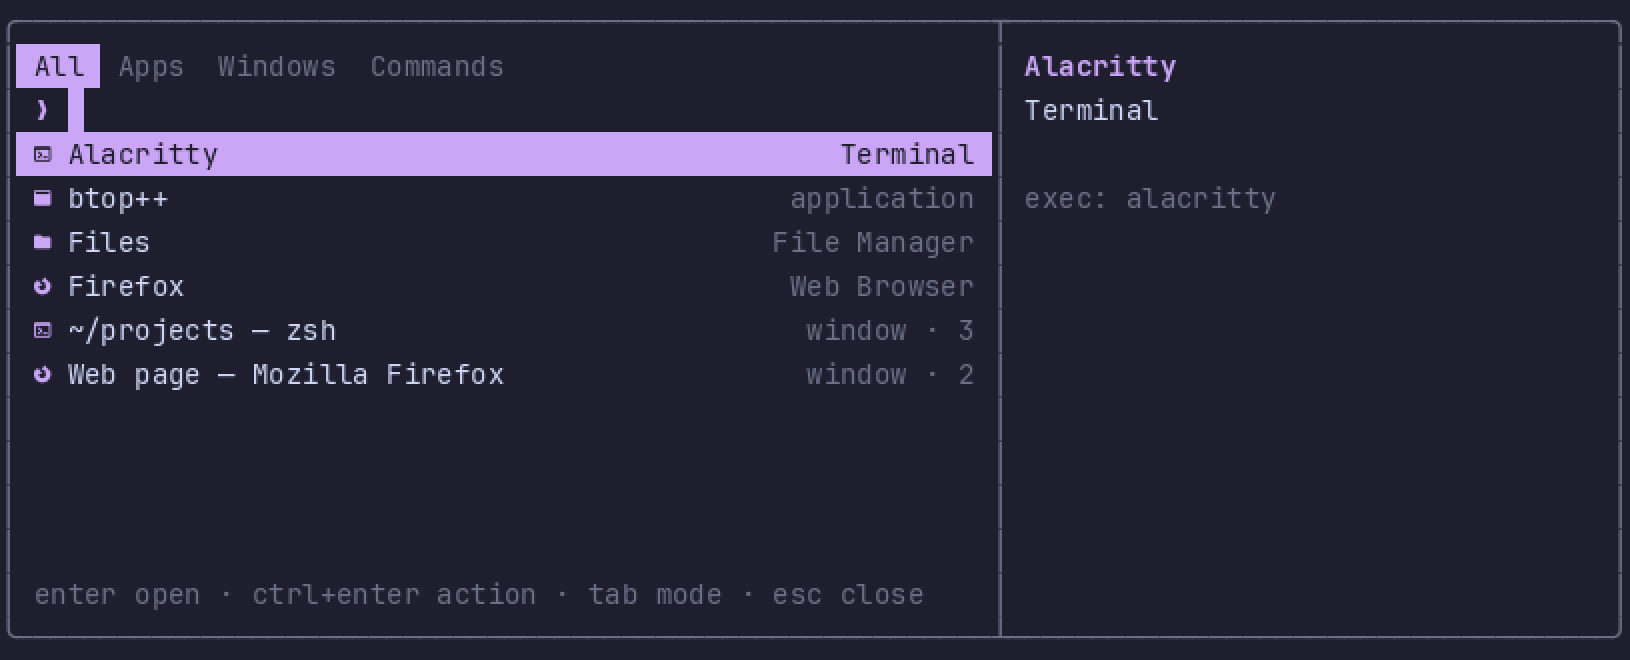 All Apps Windows Commands
❯
Alacritty Terminal
btop++ application
Files File Manager
Firefox Web Browser
~/projects — zsh window · 3
Web page — Mozilla Firefox window · 2
enter open · ctrl+enter action · tab mode · esc close
Alacritty
Terminal
exec: alacritty